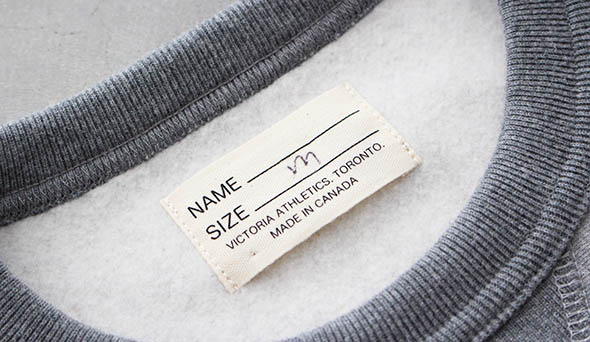 NAME
SIZE M
VICTORIA ATHLETICS. TORONTO.
MADE IN CANADA